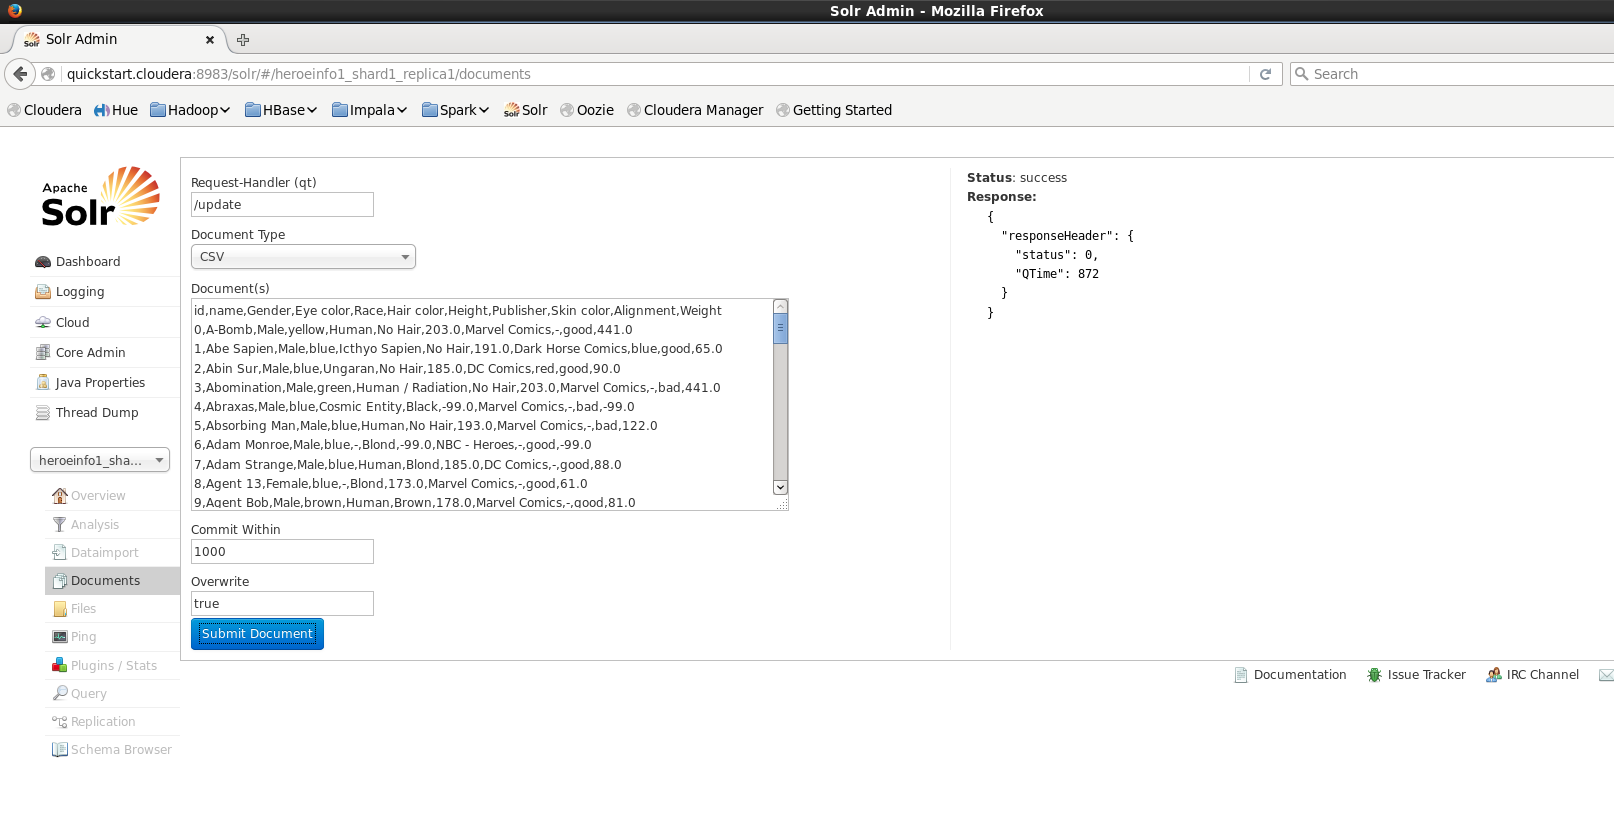 Solr Admin - Mozilla Firefox
Solr Admin
quickstart.cloudera:8983/solr/#/heroeinfo1_shard1_replica1/documents
Search
Cloudera Hue Hadoop HBase Impala Spark Solr Oozie Cloudera Manager Getting Started
Apache
Solr
Dashboard
Logging
Cloud
Core Admin
Java Properties
Thread Dump
heroeinfo1_sha...
Overview
Analysis
Dataimport
Documents
Files
Ping
Plugins / Stats
Query
Replication
Schema Browser
Request-Handler (qt)
/update
Document Type
CSV
Document(s)
id,name,Gender,Eye color,Race,Hair color,Height,Publisher,Skin color,Alignment,Weight
0,A-Bomb,Male,yellow,Human,No Hair,203.0,Marvel Comics,-,good,441.0
1,Abe Sapien,Male,blue,Icthyo Sapien,No Hair,191.0,Dark Horse Comics,blue,good,65.0
2,Abin Sur,Male,blue,Ungaran,No Hair,185.0,DC Comics,red,good,90.0
3,Abomination,Male,green,Human / Radiation,No Hair,203.0,Marvel Comics,-,bad,441.0
4,Abraxas,Male,blue,Cosmic Entity,Black,-99.0,Marvel Comics,-,bad,-99.0
5,Absorbing Man,Male,blue,Human,No Hair,193.0,Marvel Comics,-,bad,122.0
6,Adam Monroe,Male,blue,-,Blond,-99.0,NBC - Heroes,-,good,-99.0
7,Adam Strange,Male,blue,Human,Blond,185.0,DC Comics,-,good,88.0
8,Agent 13,Female,blue,-,Blond,173.0,Marvel Comics,-,good,61.0
9,Agent Bob,Male,brown,Human,Brown,178.0,Marvel Comics,-,good,81.0
Commit Within
1000
Overwrite
true
Submit Document
Status: success
Response:
{
"responseHeader": {
"status": 0,
"QTime": 872
}
}
Documentation Issue Tracker IRC Channel